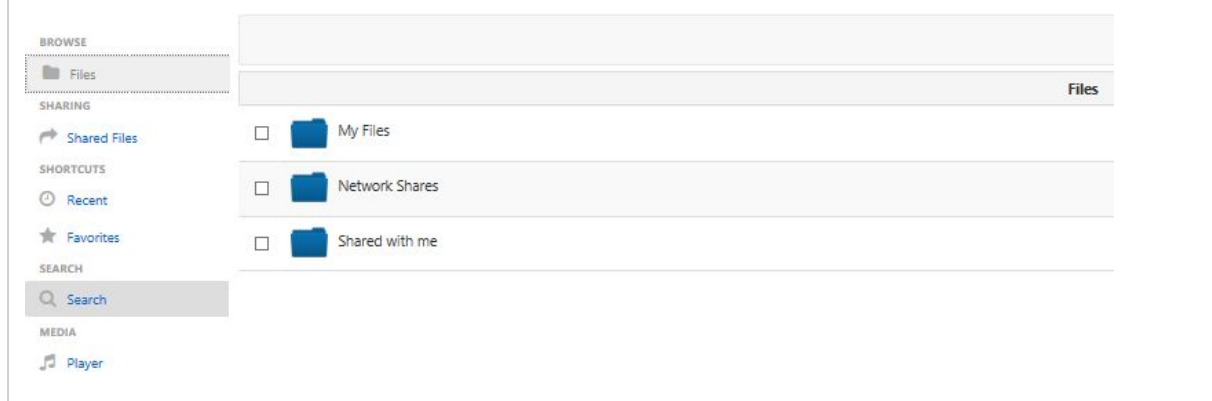 BROWSE
Files
SHARING
Shared Files
SHORTCUTS
Recent
Favorites
SEARCH
Search
MEDIA
Player
Files
My Files
Network Shares
Shared with me